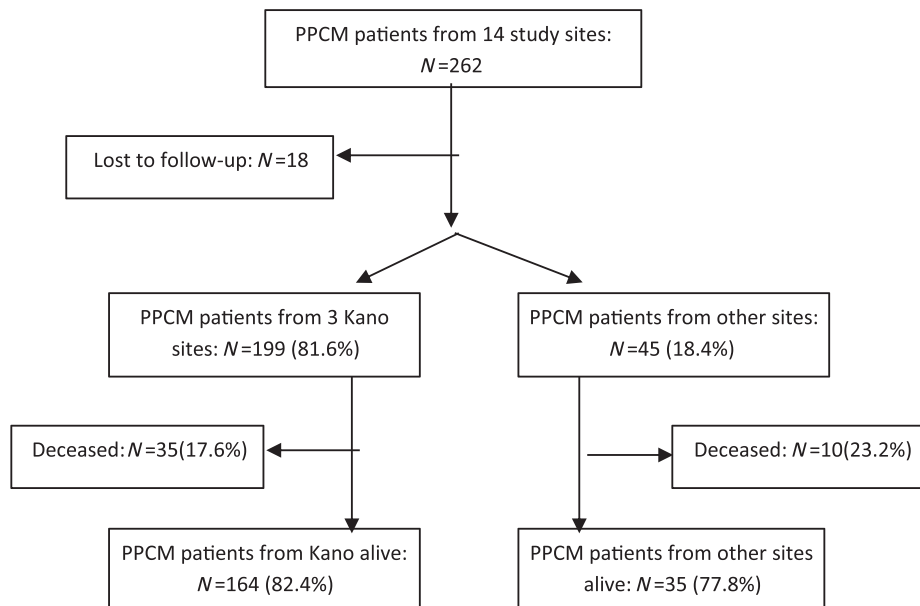 PPCM patients from 14 study sites:
N=262
Lost to follow-up: N=18
PPCM patients from 3 Kano
sites: N=199 (81.6%)
PPCM patients from other sites:
N=45 (18.4%)
Deceased: N=35(17.6%)
Deceased: N=10(23.2%)
PPCM patients from Kano alive:
N=164 (82.4%)
PPCM patients from other sites
alive: N=35 (77.8%)